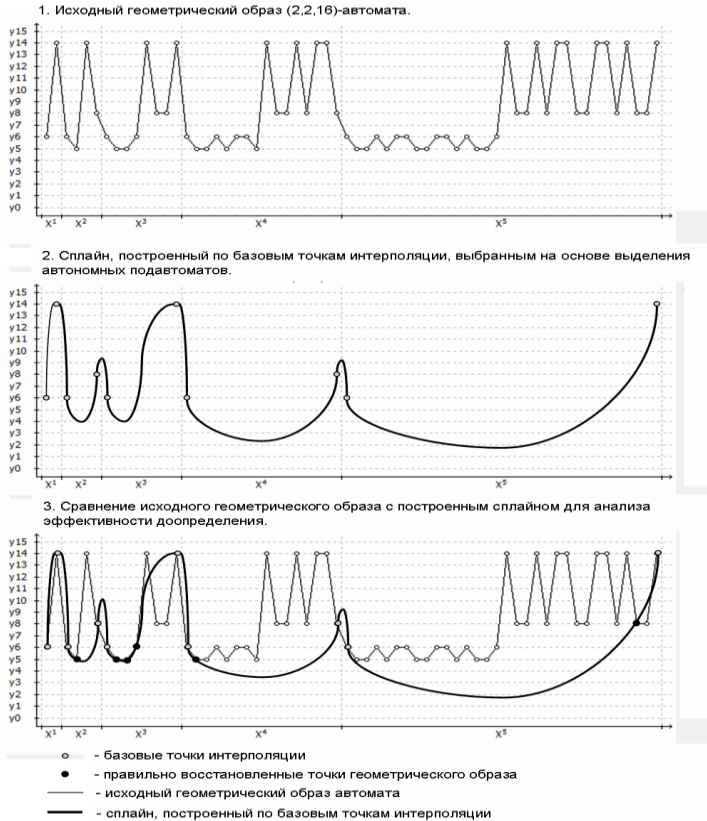 1. Исходный геометрический образ (2,2,16)-автомата.
y15
y14
y13
y12
y11
y10
y9
y8
y7
y6
y5
y4
y3
y2
y1
y0
X¹ X² X³ X⁴ X⁵
2. Сплайн, построенный по базовым точкам интерполяции, выбранным на основе выделения
автономных подавтоматов.
y15
y14
y13
y12
y11
y10
y9
y8
y7
y6
y5
y4
y3
y2
y1
y0
X¹ X² X³ X⁴ X⁵
3. Сравнение исходного геометрического образа с построенным сплайном для анализа
эффективности доопределения.
y15
y14
y13
y12
y11
y10
y9
y8
y7
y6
y5
y4
y3
y2
y1
y0
X¹ X² X³ X⁴ X⁵
- базовые точки интерполяции
- правильно восстановленные точки геометрического образа
- исходный геометрический образ автомата
- сплайн, построенный по базовым точкам интерполяции